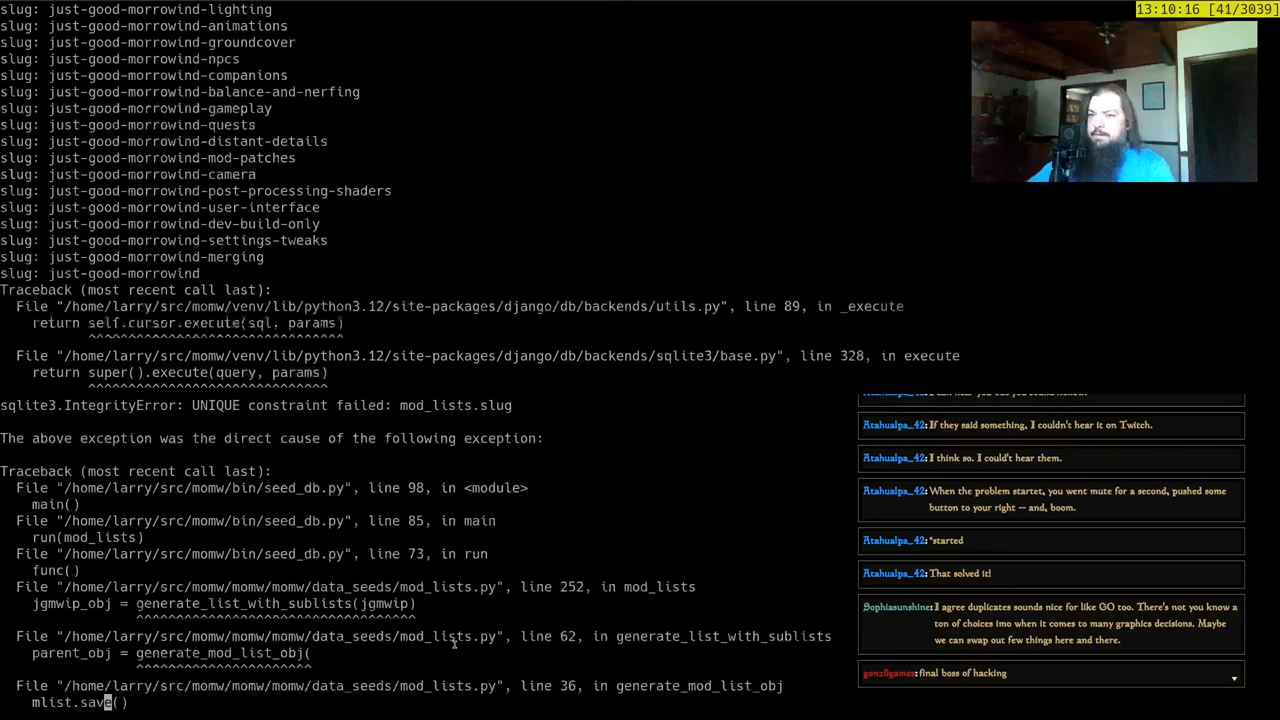 slug: just-good-morrowind-lighting
slug: just-good-morrowind-animations
slug: just-good-morrowind-groundcover
slug: just-good-morrowind-npcs
slug: just-good-morrowind-companions
slug: just-good-morrowind-balance-and-nerfing
slug: just-good-morrowind-gameplay
slug: just-good-morrowind-quests
slug: just-good-morrowind-distant-details
slug: just-good-morrowind-mod-patches
slug: just-good-morrowind-camera
slug: just-good-morrowind-post-processing-shaders
slug: just-good-morrowind-user-interface
slug: just-good-morrowind-dev-build-only
slug: just-good-morrowind-settings-tweaks
slug: just-good-morrowind-merging
slug: just-good-morrowind
Traceback (most recent call last):
  File "/home/larry/src/momw/venv/lib/python3.12/site-packages/django/db/backends/utils.py", line 89, in _execute
    return self.cursor.execute(sql, params)
           ^^^^^^^^^^^^^^^^^^^^^^^^^^^^^^^^
  File "/home/larry/src/momw/venv/lib/python3.12/site-packages/django/db/backends/sqlite3/base.py", line 328, in execute
    return super().execute(query, params)
           ^^^^^^^^^^^^^^^^^^^^^^^^^^^^^^
sqlite3.IntegrityError: UNIQUE constraint failed: mod_lists.slug
The above exception was the direct cause of the following exception:
Traceback (most recent call last):
  File "/home/larry/src/momw/bin/seed_db.py", line 98, in <module>
    main()
  File "/home/larry/src/momw/bin/seed_db.py", line 85, in main
    run(mod_lists)
  File "/home/larry/src/momw/bin/seed_db.py", line 73, in run
    func()
  File "/home/larry/src/momw/momw/momw/data_seeds/mod_lists.py", line 252, in mod_lists
    jgmwip_obj = generate_list_with_sublists(jgmwip)
                 ^^^^^^^^^^^^^^^^^^^^^^^^^^^^^^^^^^^
  File "/home/larry/src/momw/momw/momw/data_seeds/mod_lists.py", line 62, in generate_list_with_sublists
    parent_obj = generate_mod_list_obj(
                 ^^^^^^^^^^^^^^^^^^^^^^
  File "/home/larry/src/momw/momw/momw/data_seeds/mod_lists.py", line 36, in generate_mod_list_obj
    mlist.save()
13:10:16 [41/3039]
Atahualpa_42: If they said something, I couldn't hear it on Twitch.
Atahualpa_42: I think so. I could't hear them.
Atahualpa_42: When the problem startet, you went mute for a second, pushed some
button to your right -- and, boom.
Atahualpa_42: *started
Atahualpa_42: That solved it!
Sophiasunshine: I agree duplicates sounds nice for like GO too. There's not you know a
ton of choices imo when it comes to many graphics decisions. Maybe
we can swap out few things here and there.
gon20games: final boss of hacking